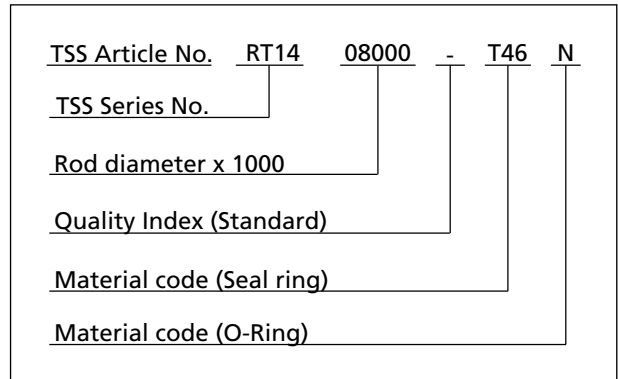 TSS Article No. RT14 08000 - T46 N
TSS Series No.
Rod diameter x 1000
Quality Index (Standard)
Material code (Seal ring)
Material code (O-Ring)